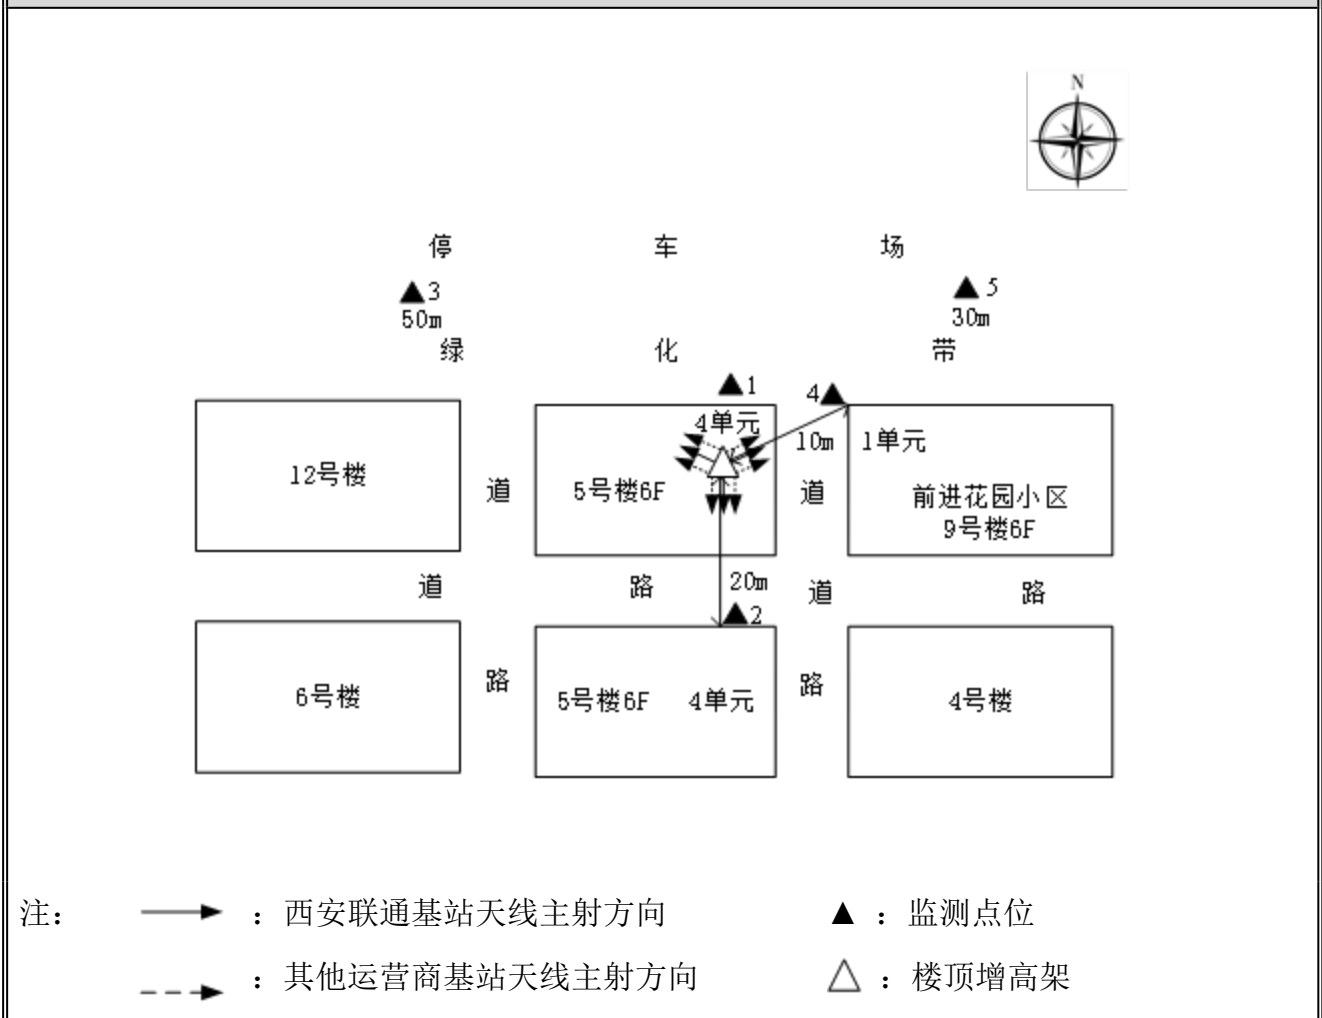 N
停 车 场
▲3 ▲5
50m 30m
绿 化 带
▲1 4▲
4单元
10m 1单元
12号楼 道 5号楼6F 道 前进花园小区
9号楼6F
道 路 20m 道 路
▲2
6号楼 路 5号楼6F 4单元 路 4号楼
注： ：西安联通基站天线主射方向 ▲：监测点位
：其他运营商基站天线主射方向 △：楼顶增高架